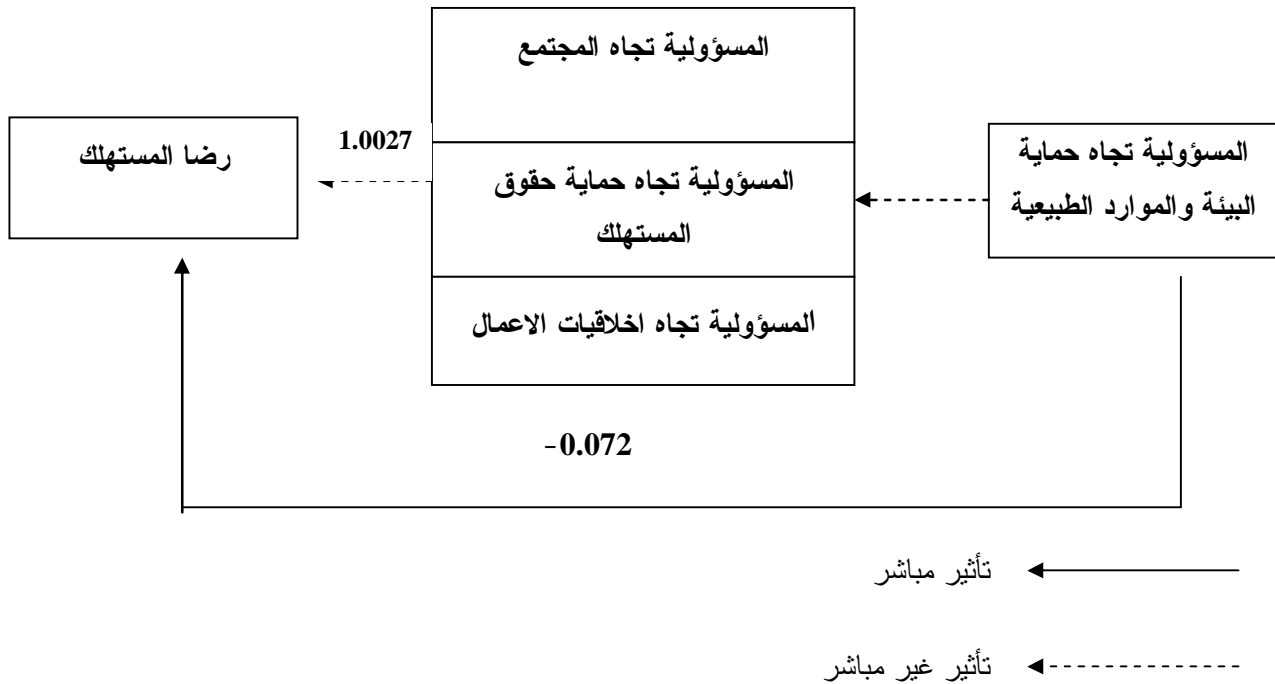 المسؤولية تجاه المجتمع
المسؤولية تجاه حماية
البيئة والموارد الطبيعية
1.0027
رضا المستهلك
المسؤولية تجاه حماية حقوق
المستهلك
المسؤولية تجاه اخلاقيات الاعمال
-0.072
تأثير مباشر
تأثير غير مباشر